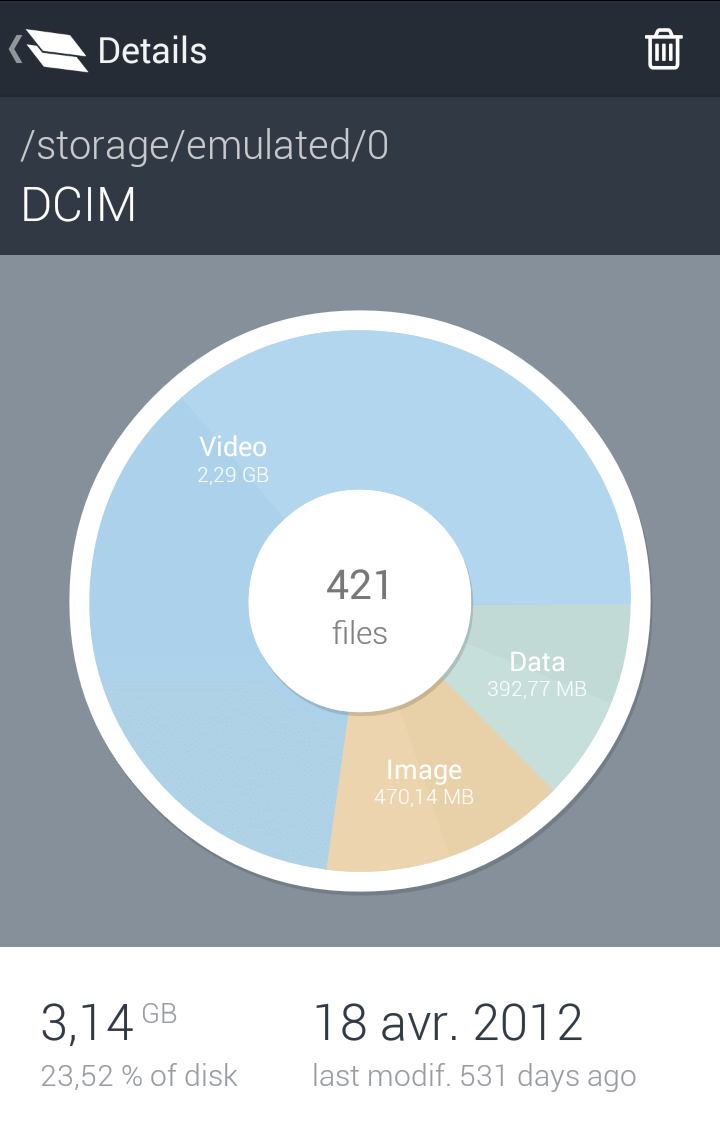 Details
/storage/emulated/0
DCIM
Video
2,29 GB
421
files
Data
392,77 MB
Image
470,14 MB
3,14 GB
23,52 % of disk
18 avr. 2012
last modif. 531 days ago